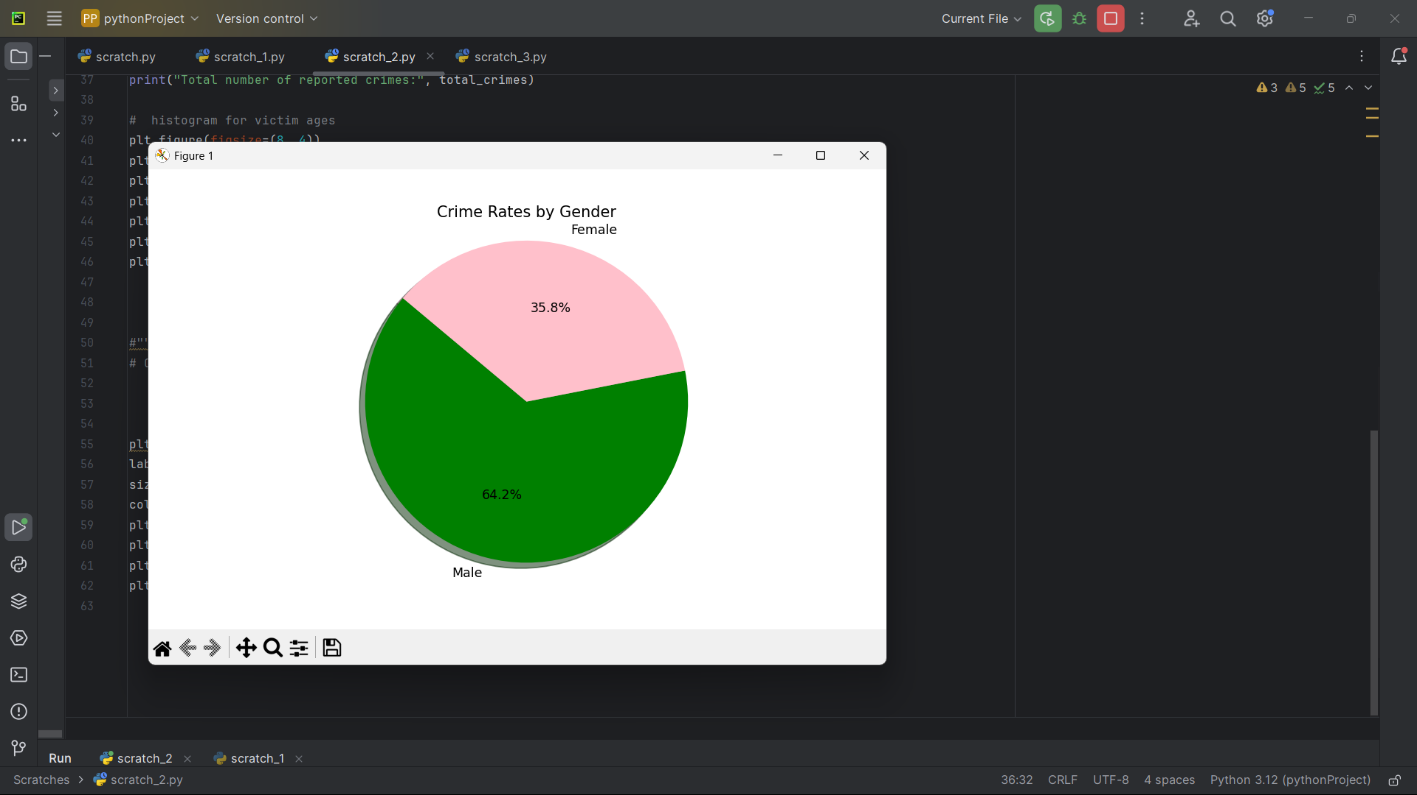 PP pythonProject Version control Current File
scratch.py scratch_1.py scratch_2.py scratch_3.py
37 print("Total number of reported crimes:", total_crimes)
3 5 5
38
39 # histogram for victim ages
40 plt.figure(figsize=(8, 4))
41 plt
42 plt
43 plt
44 plt
45 plt
46 plt
47
48
49
50 #"'
51 #
52
53
54
55 plt
56 lab
57 siz
58 col
59 plt
60 plt
61 plt
62 plt
63
Figure 1
Crime Rates by Gender
Female
35.8%
64.2%
Male
Run scratch_2 scratch_1
Scratches > scratch_2.py 36:32 CRLF UTF-8 4 spaces Python 3.12 (pythonProject)